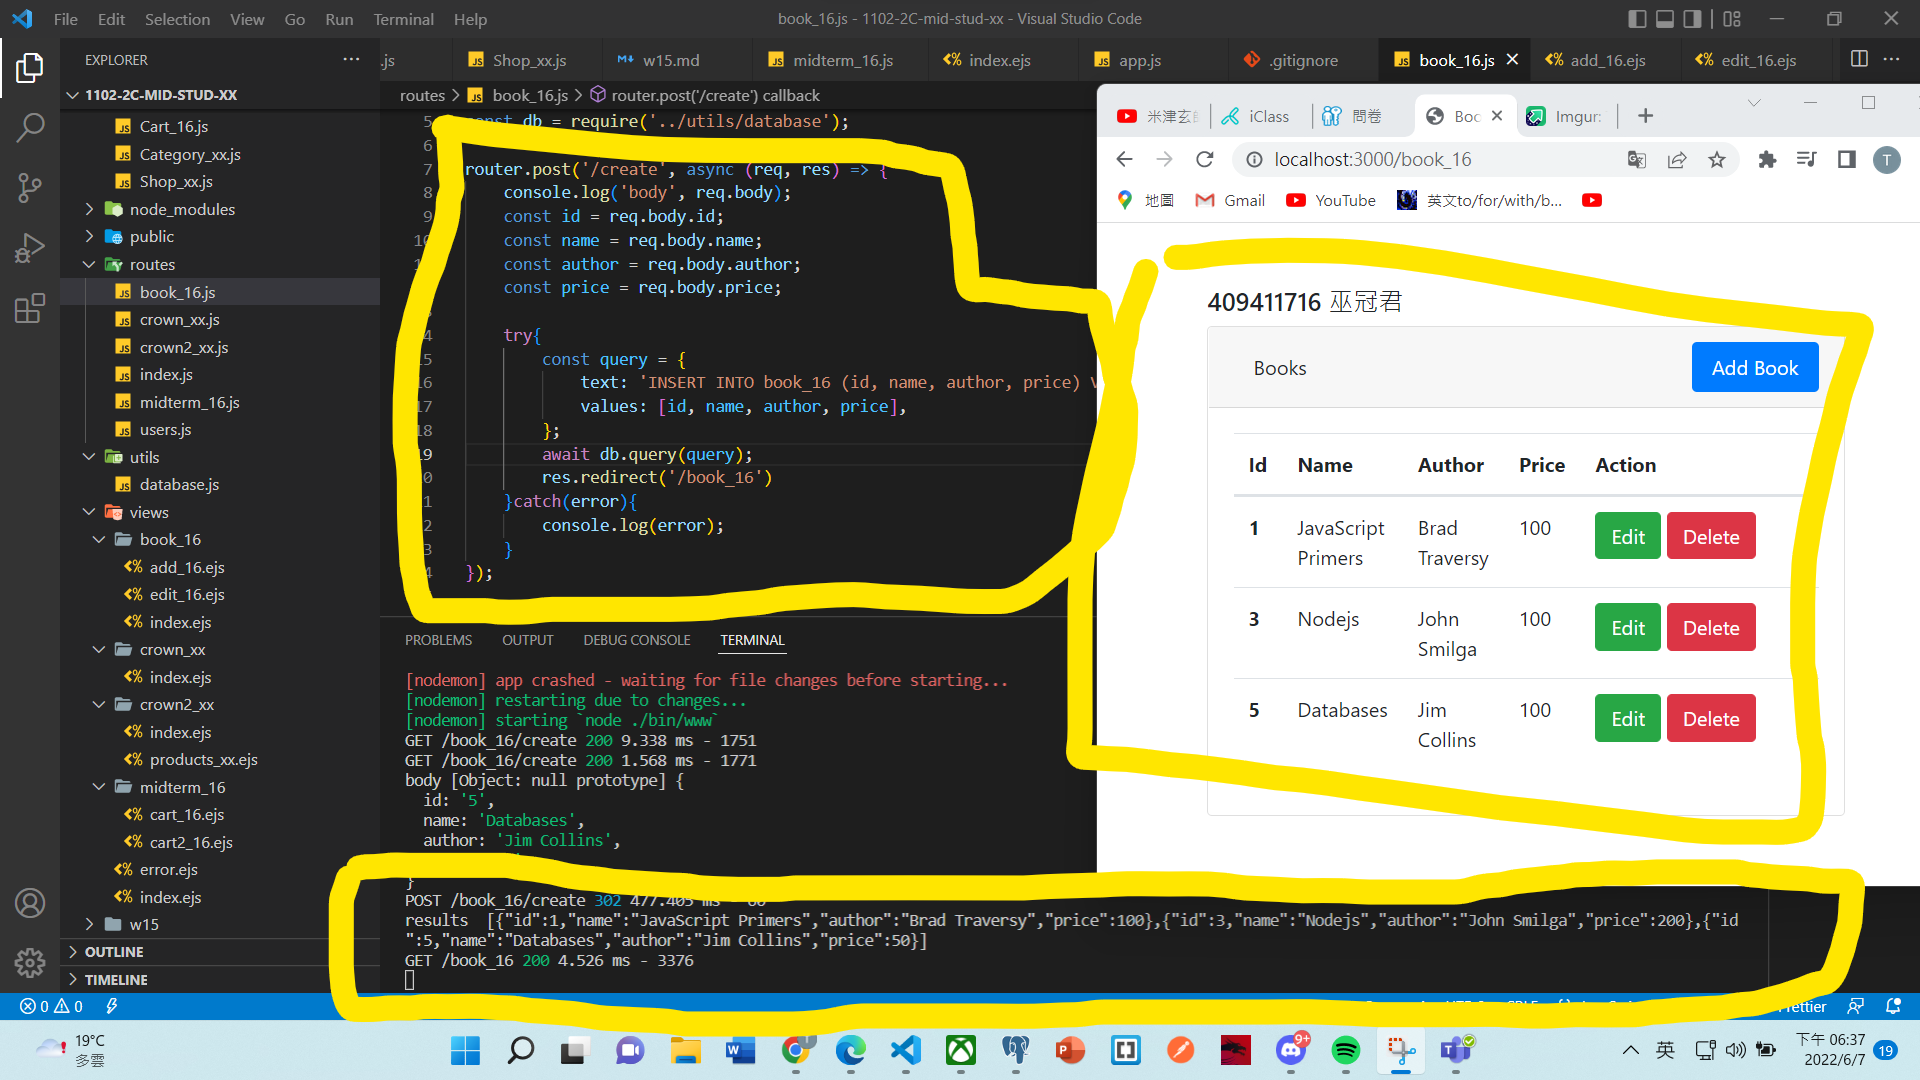 File Edit Selection View Go Run Terminal Help
book_16.js - 1102-2C-mid-stud-xx - Visual Studio Code
EXPLORER
.js
Shop_xx.js
w15.md
midterm_16.js
index.ejs
app.js
.gitignore
book_16.js
add_16.ejs
edit_16.ejs
1102-2C-MID-STUD-XX
Cart_16.js
Category_xx.js
Shop_xx.js
node_modules
public
routes
book_16.js
crown_xx.js
crown2_xx.js
index.js
midterm_16.js
users.js
utils
database.js
views
book_16
add_16.ejs
edit_16.ejs
index.ejs
crown_xx
index.ejs
crown2_xx
index.ejs
products_xx.ejs
midterm_16
cart_16.ejs
cart2_16.ejs
error.ejs
index.ejs
w15
OUTLINE
TIMELINE
routes > book_16.js > router.post('/create') callback
const db = require('../utils/database');
6
7 router.post('/create', async (req, res) => {
8 console.log('body', req.body);
9 const id = req.body.id;
10 const name = req.body.name;
const author = req.body.author;
const price = req.body.price;
4 try{
15 const query = {
16 text: 'INSERT INTO book_16 (id, name, author, price) V
17 values: [id, name, author, price],
18 };
19 await db.query(query);
0 res.redirect('/book_16')
1 }catch(error){
2 console.log(error);
3 }
4 });
PROBLEMS OUTPUT DEBUG CONSOLE TERMINAL
[nodemon] app crashed - waiting for file changes before starting...
[nodemon] restarting due to changes...
[nodemon] starting `node ./bin/www`
GET /book_16/create 200 9.338 ms - 1751
GET /book_16/create 200 1.568 ms - 1771
body [Object: null prototype] {
id: '5',
name: 'Databases',
author: 'Jim Collins',
}
POST /book_16/create 302 477.405 ms -
results [{"id":1,"name":"JavaScript Primers","author":"Brad Traversy","price":100},{"id":3,"name":"Nodejs","author":"John Smilga","price":200},{"id
":5,"name":"Databases","author":"Jim Collins","price":50}]
GET /book_16 200 4.526 ms - 3376
米津玄
iClass
問卷
Boo
Imgur:
localhost:3000/book_16
T
地圖
Gmail
YouTube
英文to/for/with/b...
409411716 巫冠君
Books
Add Book
Id Name Author Price Action
1 JavaScript Primers Brad Traversy 100 Edit Delete
3 Nodejs John Smilga 100 Edit Delete
5 Databases Jim Collins 100 Edit Delete
0 0
19°C
多雲
9+
英
下午 06:37
2022/6/7
19